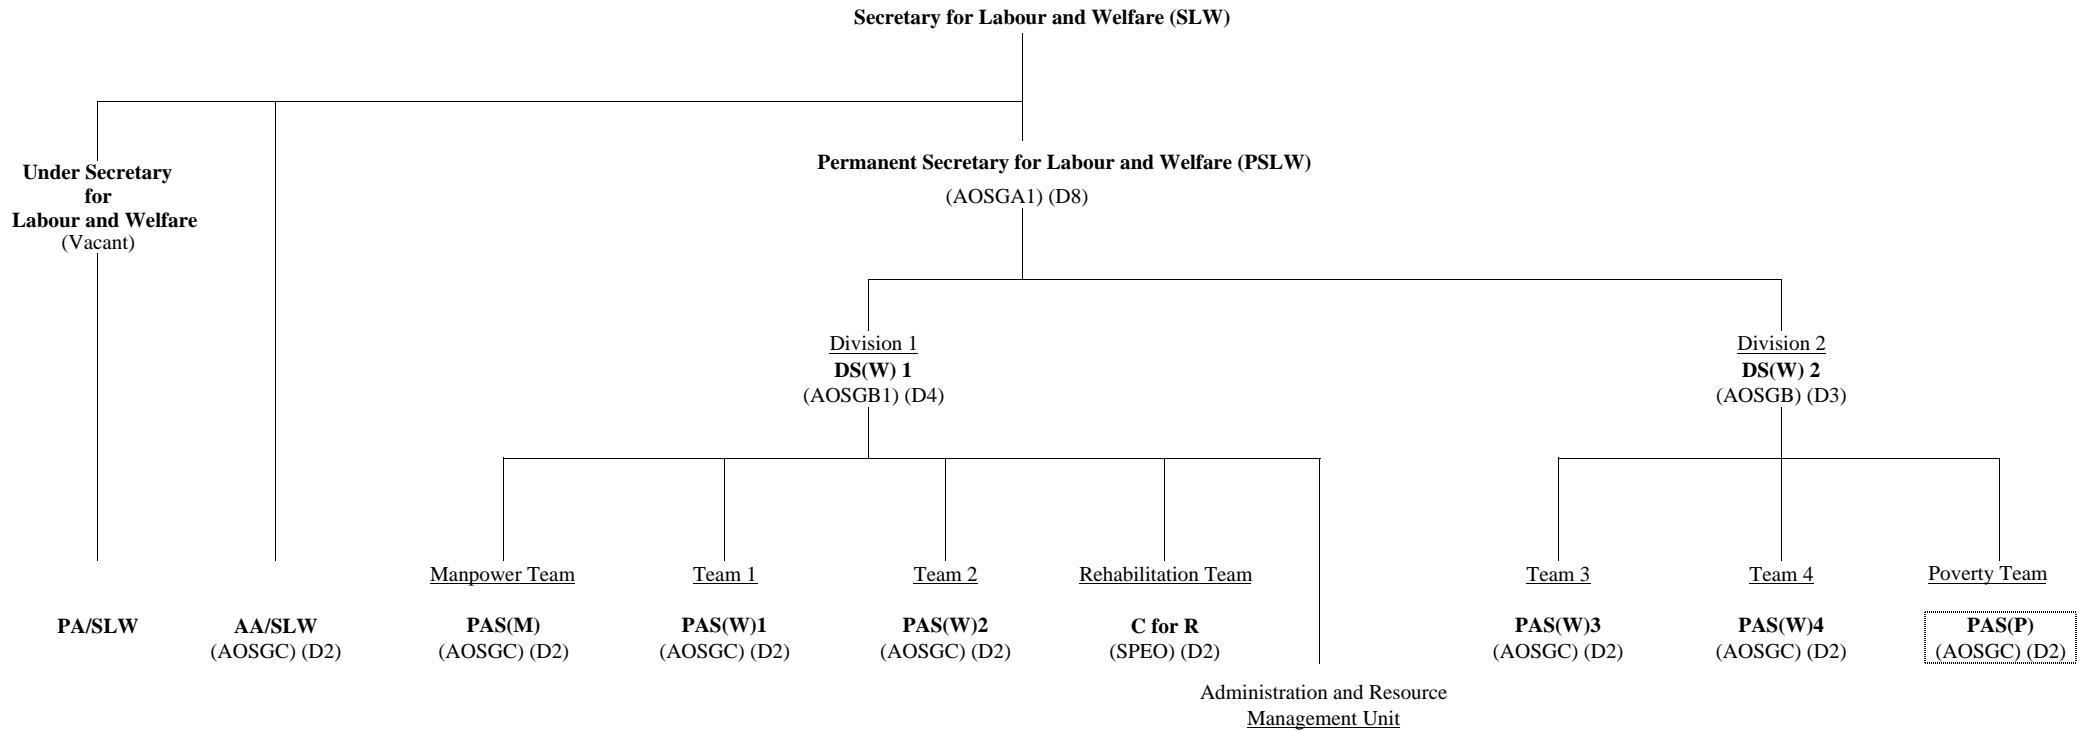 Secretary for Labour and Welfare (SLW)
Under Secretary
for
Labour and Welfare
(Vacant)
Permanent Secretary for Labour and Welfare (PSLW)
(AOSGA1) (D8)
Division 1
DS(W) 1
(AOSGB1) (D4)
Division 2
DS(W) 2
(AOSGB) (D3)
PA/SLW
AA/SLW
(AOSGC) (D2)
Manpower Team
PAS(M)
(AOSGC) (D2)
Team 1
PAS(W)1
(AOSGC) (D2)
Team 2
PAS(W)2
(AOSGC) (D2)
Rehabilitation Team
C for R
(SPEO) (D2)
Administration and Resource
Management Unit
Team 3
PAS(W)3
(AOSGC) (D2)
Team 4
PAS(W)4
(AOSGC) (D2)
Poverty Team
PAS(P)
(AOSGC) (D2)